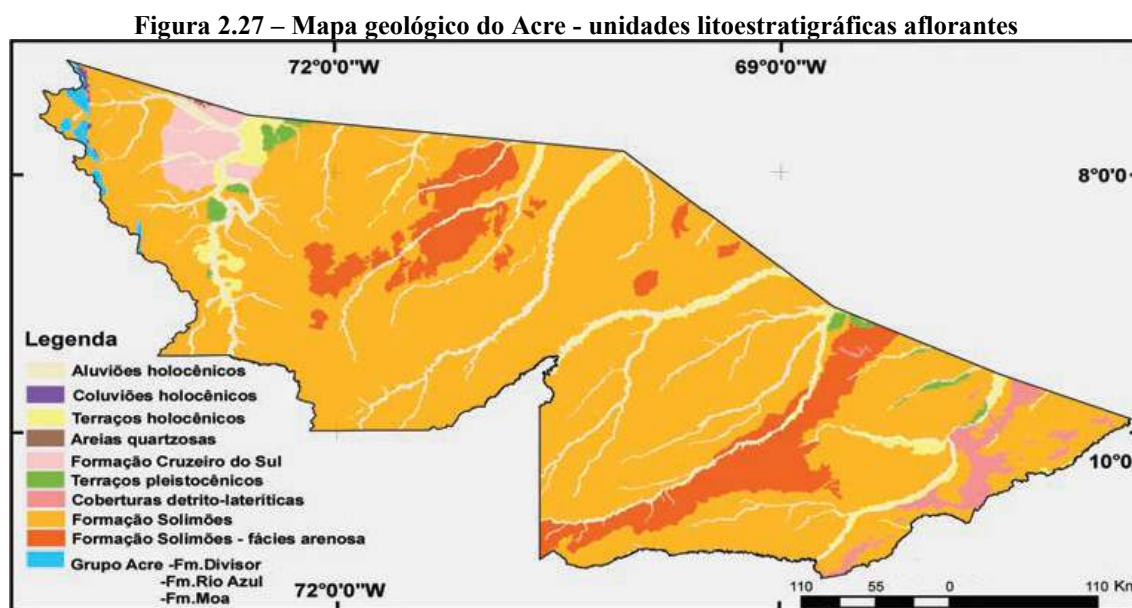 Figura 2.27 – Mapa geológico do Acre - unidades litoestratigráficas aflorantes
72°0'0"W
69°0'0"W
8°0'0
Legenda
Aluviões holocênicos
Coluviões holocênicos
Terraços holocênicos
Areias quartzosas
Formação Cruzeiro do Sul
Terraços pleistocênicos
Coberturas detrito-lateríticas
Formação Solimões
Formação Solimões - fácies arenosa
Grupo Acre -Fm.Divisor
-Fm.Rio Azul
-Fm.Moa
10°0
72°0'0"W
110 55 0 110 Km